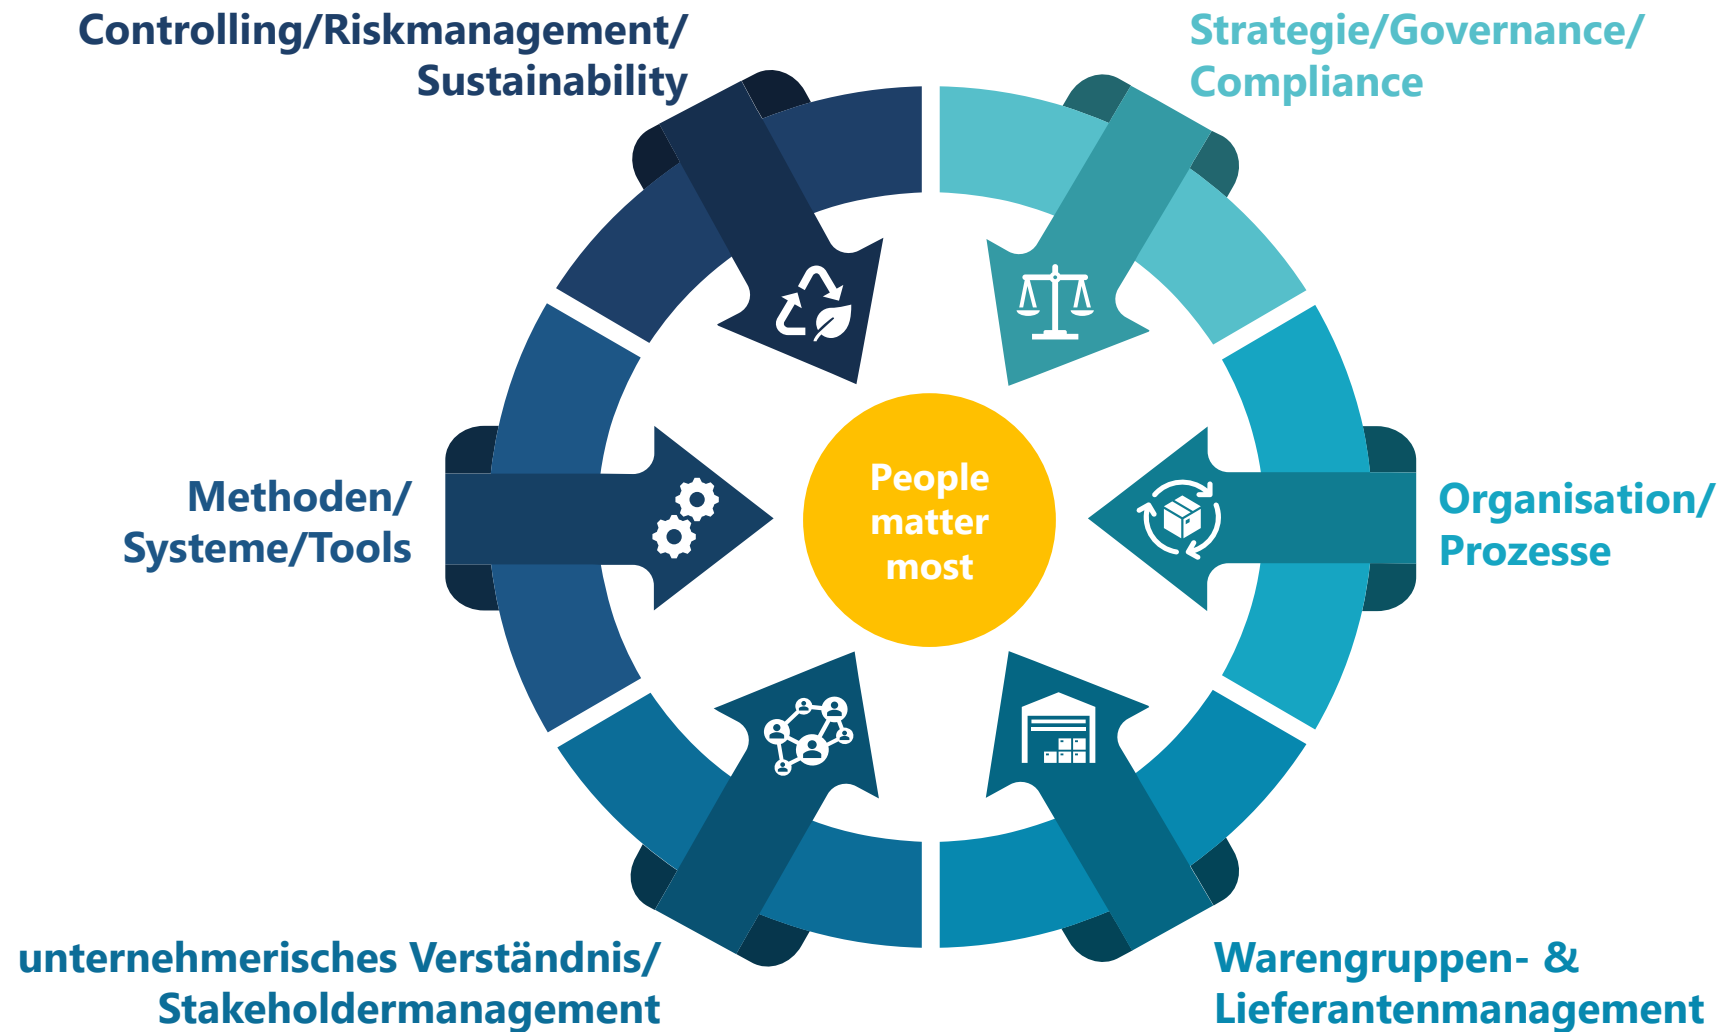 Controlling/Riskmanagement/
Sustainability
Strategie/Governance/
Compliance
Methoden/
Systeme/Tools
People
matter
most
Organisation/
Prozesse
unternehmerisches Verständnis/
Stakeholdermanagement
Warengruppen- &
Lieferantenmanagement